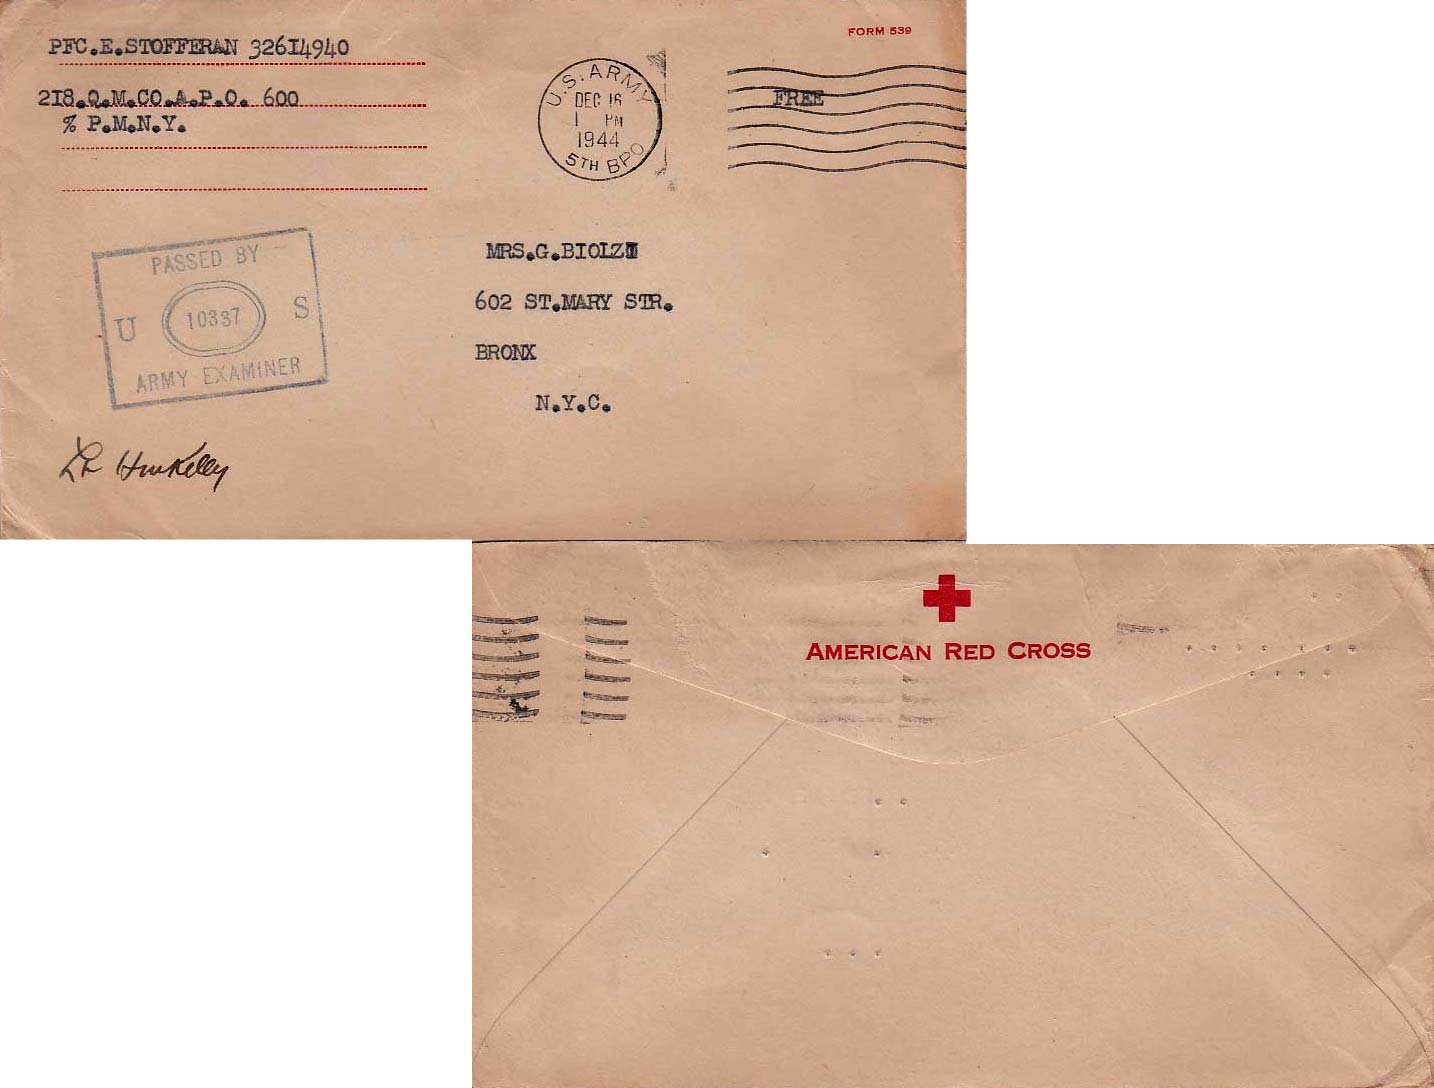 PFC.E.STOFFERAN 32614940
218.Q.M.CO.A.P.O. 600
% P.M.N.Y.
FORM 539
U.S. ARMY
DEC 16
1 PM
1944
5TH BPO
FREE
PASSED BY
U 10337 S
ARMY EXAMINER
MRS.G.BIOLZI
602 ST.MARY STR.
BRONX
N.Y.C.
AMERICAN RED CROSS